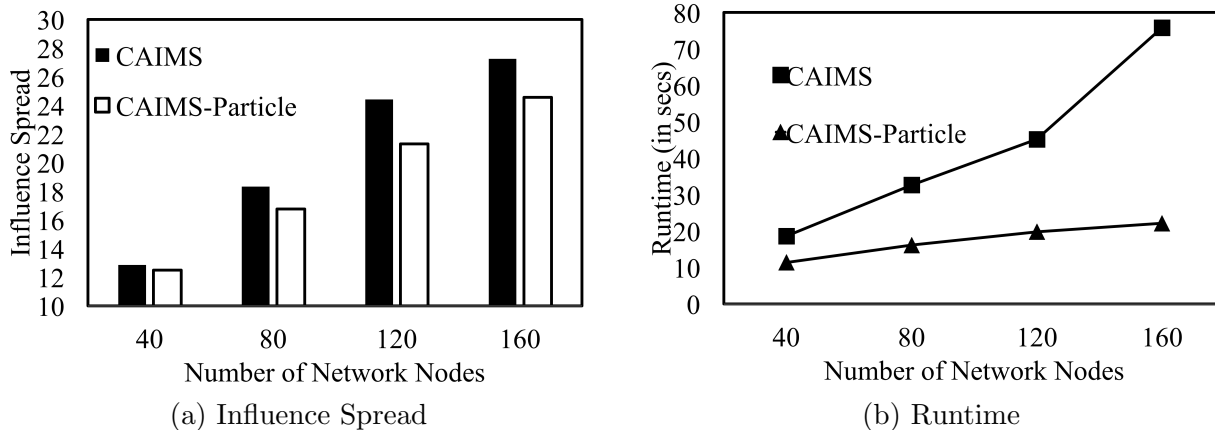 30
28
26
24
22
20
18
16
14
12
10
Influence Spread
CAIMS
CAIMS-Particle
40 80 120 160
Number of Network Nodes
(a) Influence Spread
80
70
60
50
40
30
20
10
0
Runtime (in secs)
CAIMS
CAIMS-Particle
40 80 120 160
Number of Network Nodes
(b) Runtime